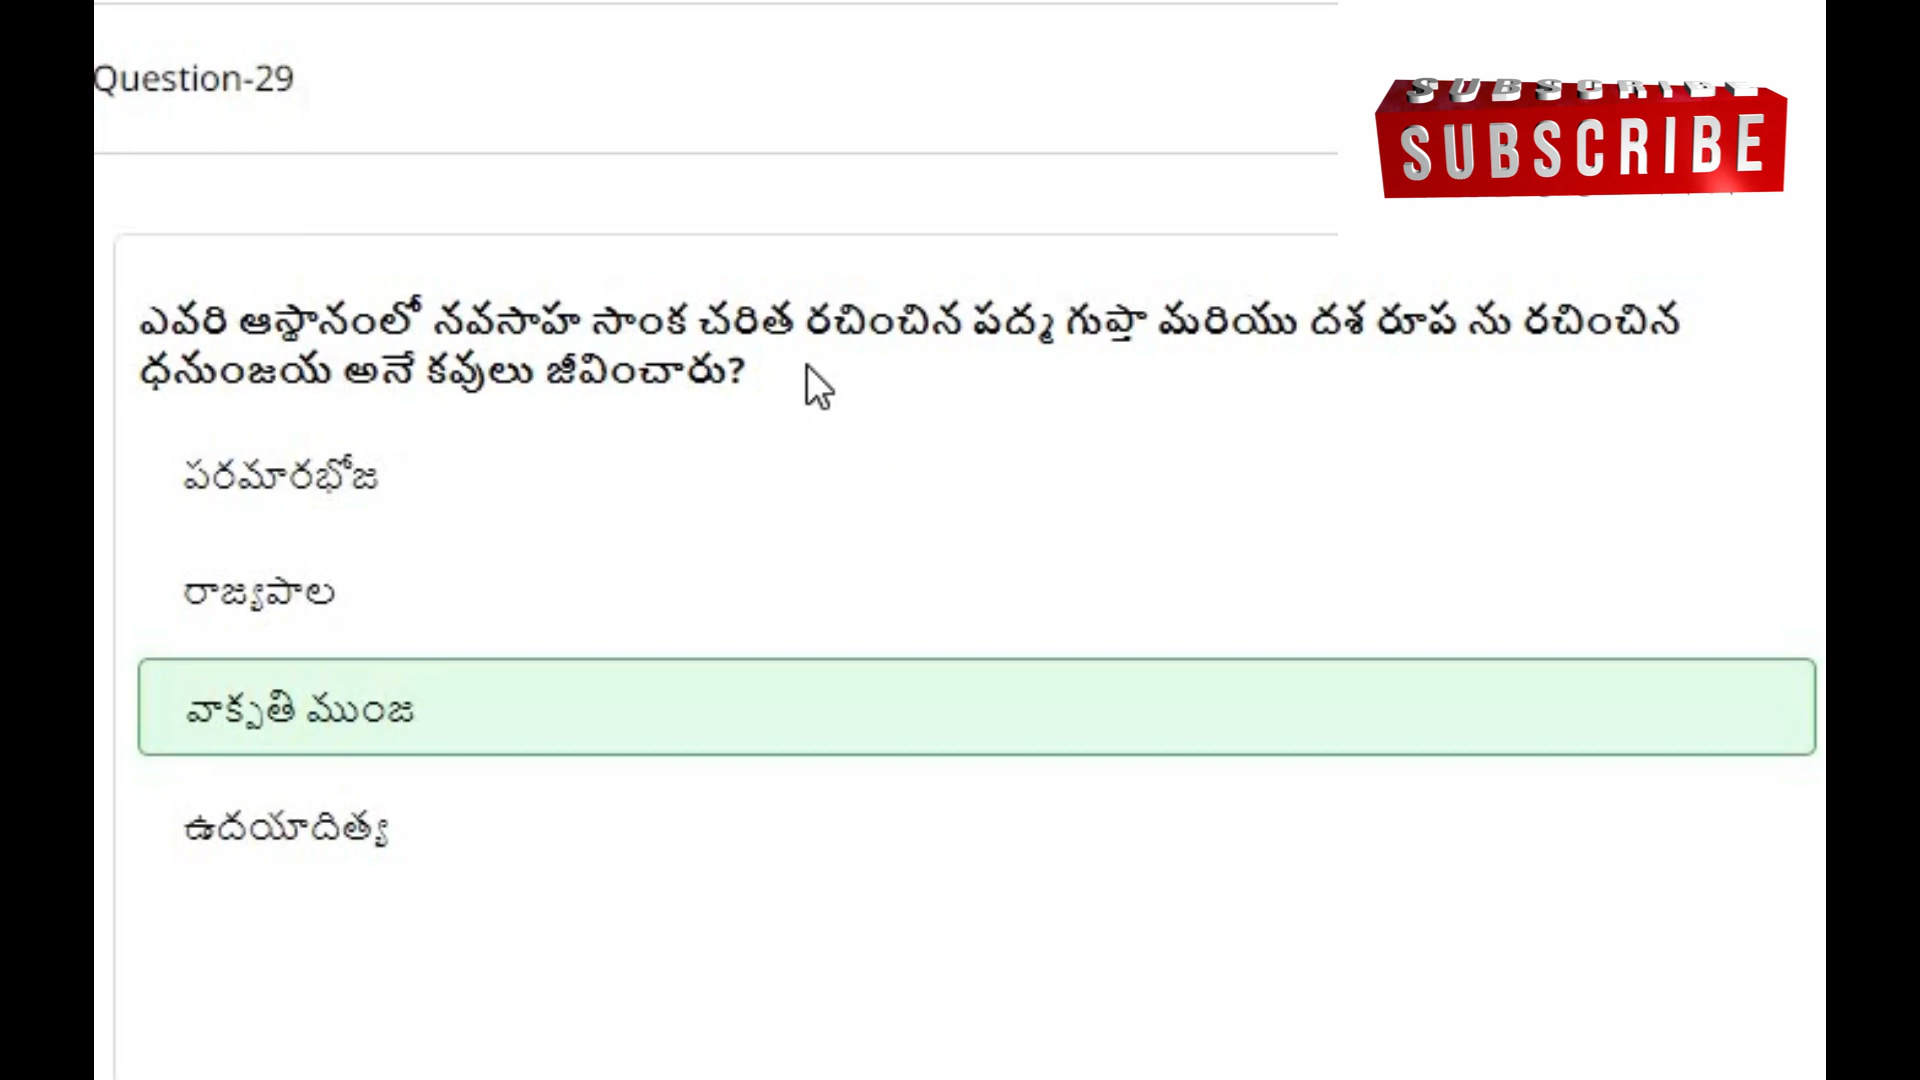 Question-29
SUBSCRIBE
SUBSCRIBE
ఎవరి ఆస్థానంలో నవసాహ సాంక చరిత రచించిన పద్మ గుప్తా మరియు దశ రూప ను రచించిన
ధనుంజయ అనే కవులు జీవించారు?
పరమారభోజ
రాజ్యపాల
వాక్పతి ముంజ
ఉదయాదిత్య